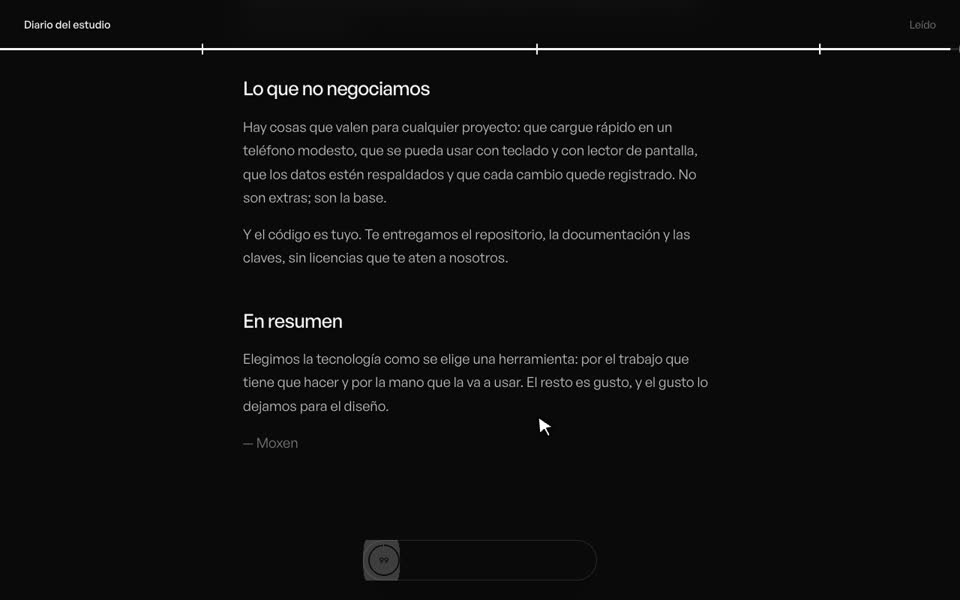 Diario del estudio
Leído
Lo que no negociamos
Hay cosas que valen para cualquier proyecto: que cargue rápido en un
teléfono modesto, que se pueda usar con teclado y con lector de pantalla,
que los datos estén respaldados y que cada cambio quede registrado. No
son extras; son la base.
Y el código es tuyo. Te entregamos el repositorio, la documentación y las
claves, sin licencias que te aten a nosotros.
En resumen
Elegimos la tecnología como se elige una herramienta: por el trabajo que
tiene que hacer y por la mano que la va a usar. El resto es gusto, y el gusto lo
dejamos para el diseño.
— Moxen
99